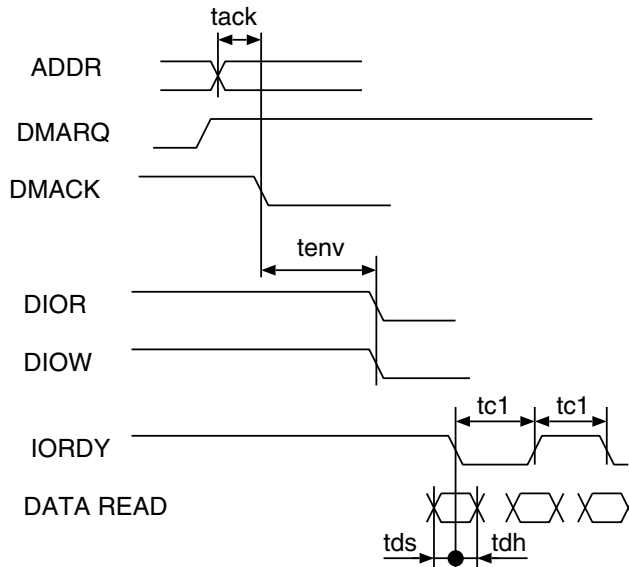 tack
ADDR
DMARQ
DMACK
tenv
DIOR
DIOW
tc1 tc1
IORDY
DATA READ
tds tdh